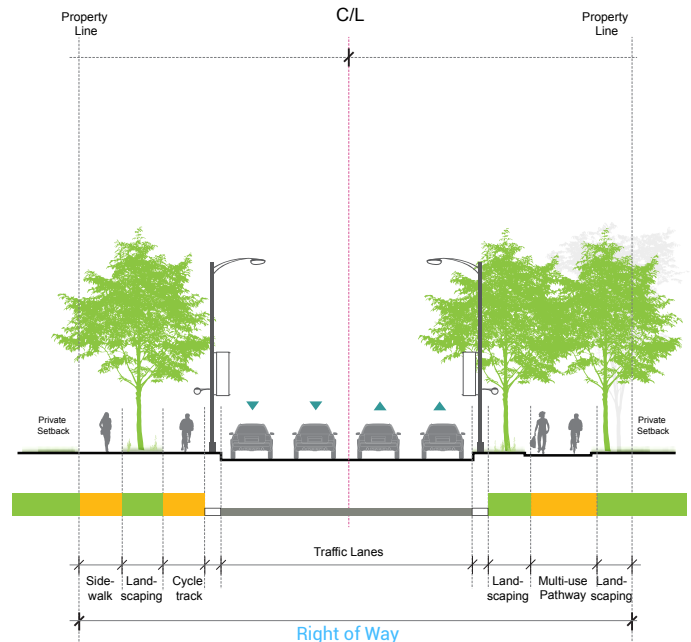 Property
Line
C/L
Property
Line
Private
Setback
Private
Setback
Traffic Lanes
Side-
walk
Land-
scaping
Cycle
track
Land-
scaping
Multi-use
Pathway
Land-
scaping
Right of Way